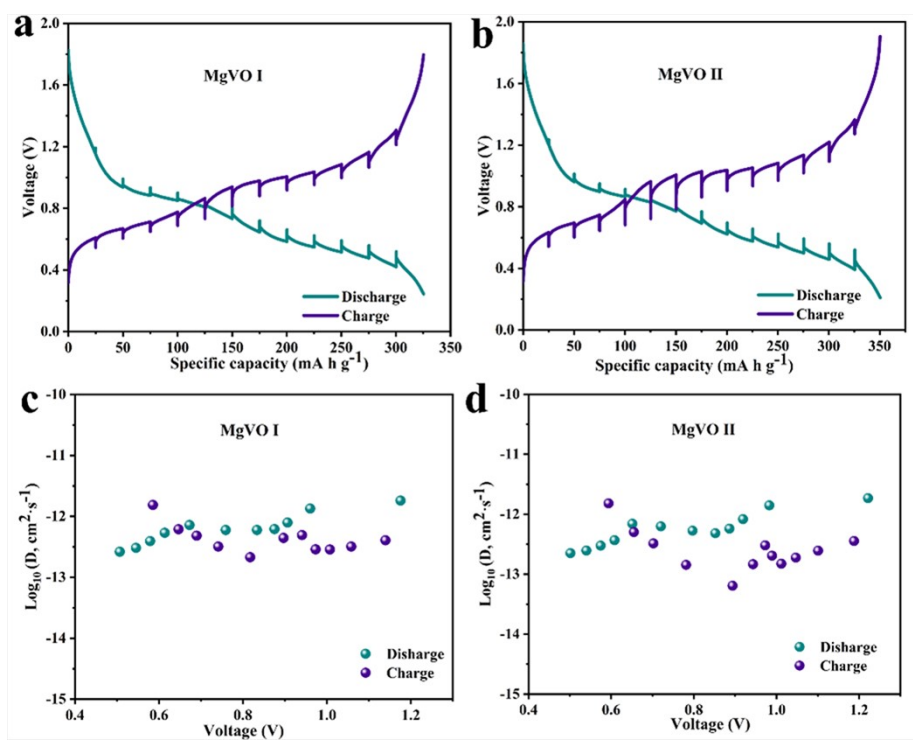 a
MgVO I
Voltage (V)
2.0
1.6
1.2
0.8
0.4
0.0
0 50 100 150 200 250 300 350
Specific capacity (mA h g⁻¹)
Discharge
Charge
b
MgVO II
Voltage (V)
2.0
1.6
1.2
0.8
0.4
0.0
0 50 100 150 200 250 300 350
Specific capacity (mA h g⁻¹)
Discharge
Charge
c
MgVO I
Log₁₀ (D, cm²·s⁻¹)
-10
-11
-12
-13
-14
-15
0.4 0.6 0.8 1.0 1.2
Voltage (V)
Disharge
Charge
d
MgVO II
Log₁₀ (D, cm²·s⁻¹)
-10
-11
-12
-13
-14
-15
0.4 0.6 0.8 1.0 1.2
Voltage (V)
Disharge
Charge